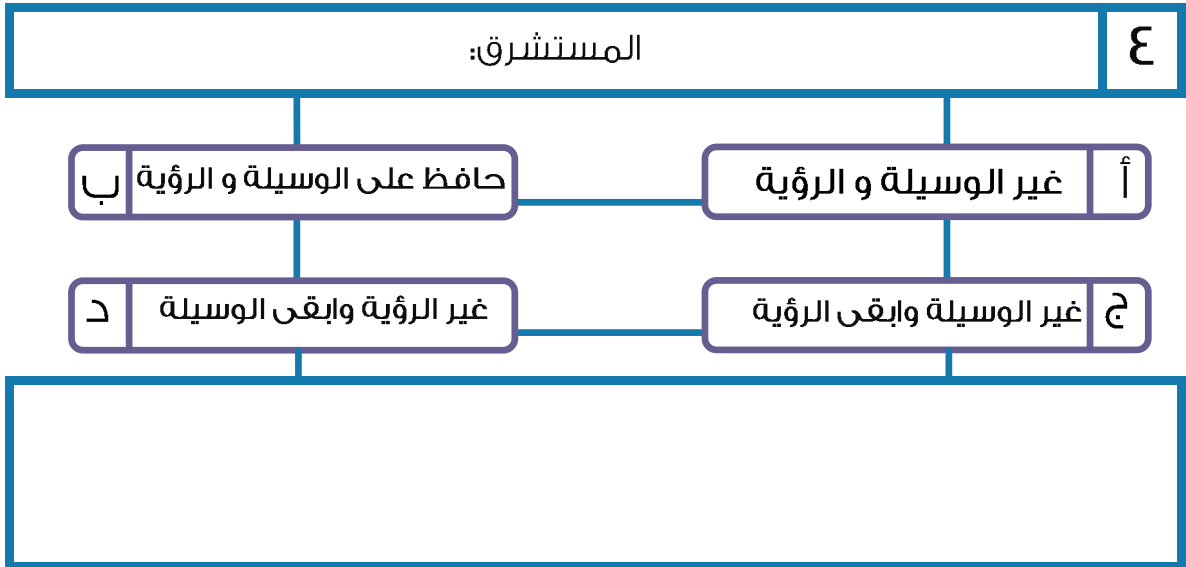 ٤
المستشرق:
أ
غير الوسيلة و الرؤية
ب
حافظ على الوسيلة و الرؤية
ج
غير الوسيلة وابقى الرؤية
د
غير الرؤية وابقى الوسيلة